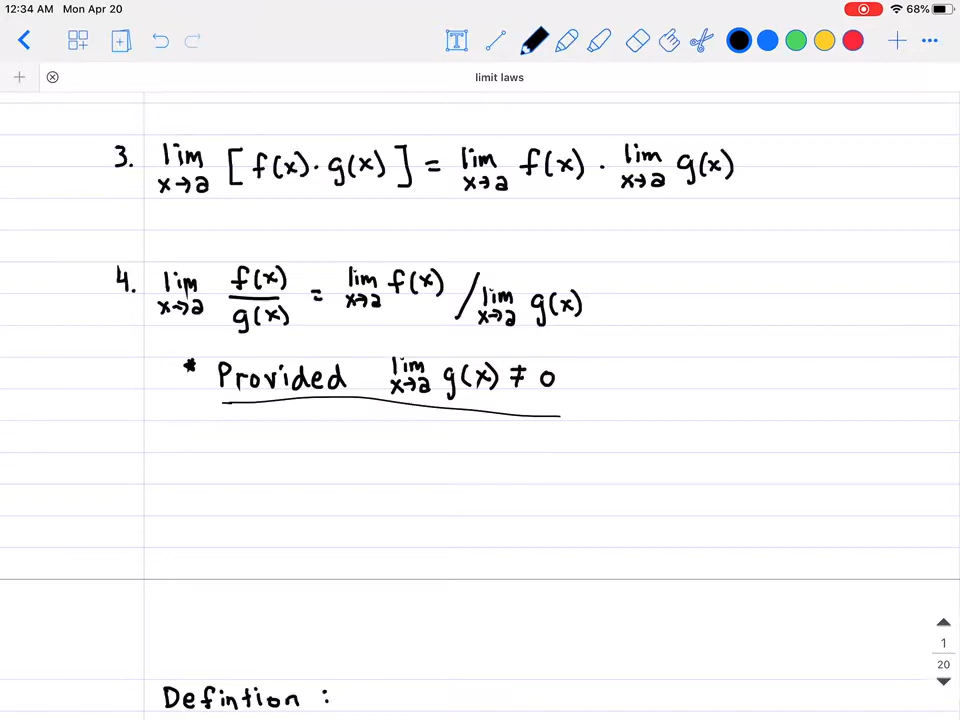 12:34 AM Mon Apr 20 68%
limit laws
3. lim x→a [f(x)·g(x)] = lim x→a f(x) · lim x→a g(x)
4. lim x→a f(x)/g(x) = lim x→a f(x) / lim x→a g(x)
* Provided lim x→a g(x) ≠ 0
1
20
Defintion :